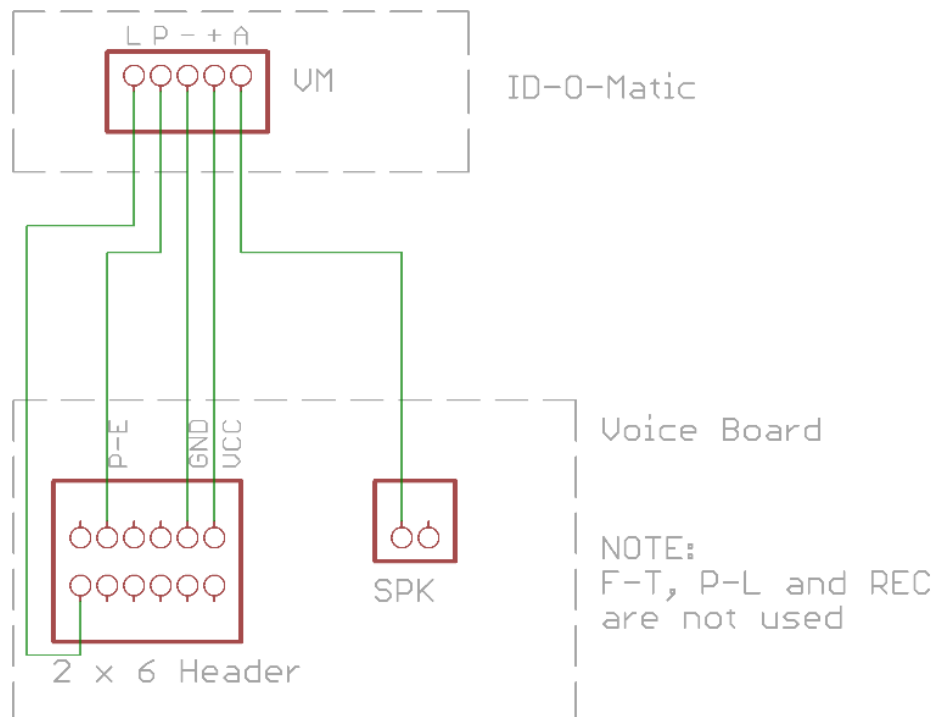 L P - + A
VM
ID-O-Matic
P-E
GND
VCC
Voice Board
SPK
NOTE:
F-T, P-L and REC
are not used
2 x 6 Header